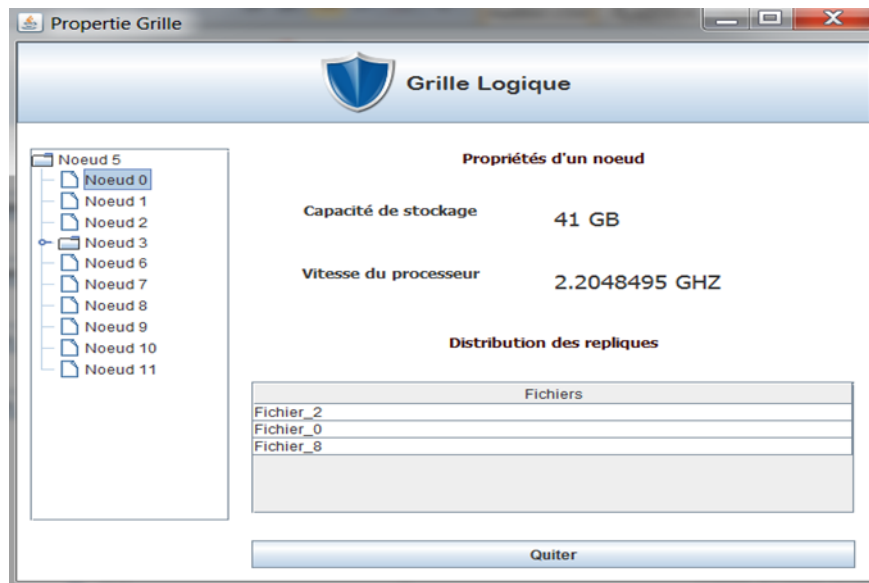 Propertie Grille
Grille Logique
Noeud 5
Noeud 0
Noeud 1
Noeud 2
Noeud 3
Noeud 6
Noeud 7
Noeud 8
Noeud 9
Noeud 10
Noeud 11
Propriétés d'un noeud
Capacité de stockage 41 GB
Vitesse du processeur 2.2048495 GHZ
Distribution des repliques
Fichiers
Fichier_2
Fichier_0
Fichier_8
Quiter